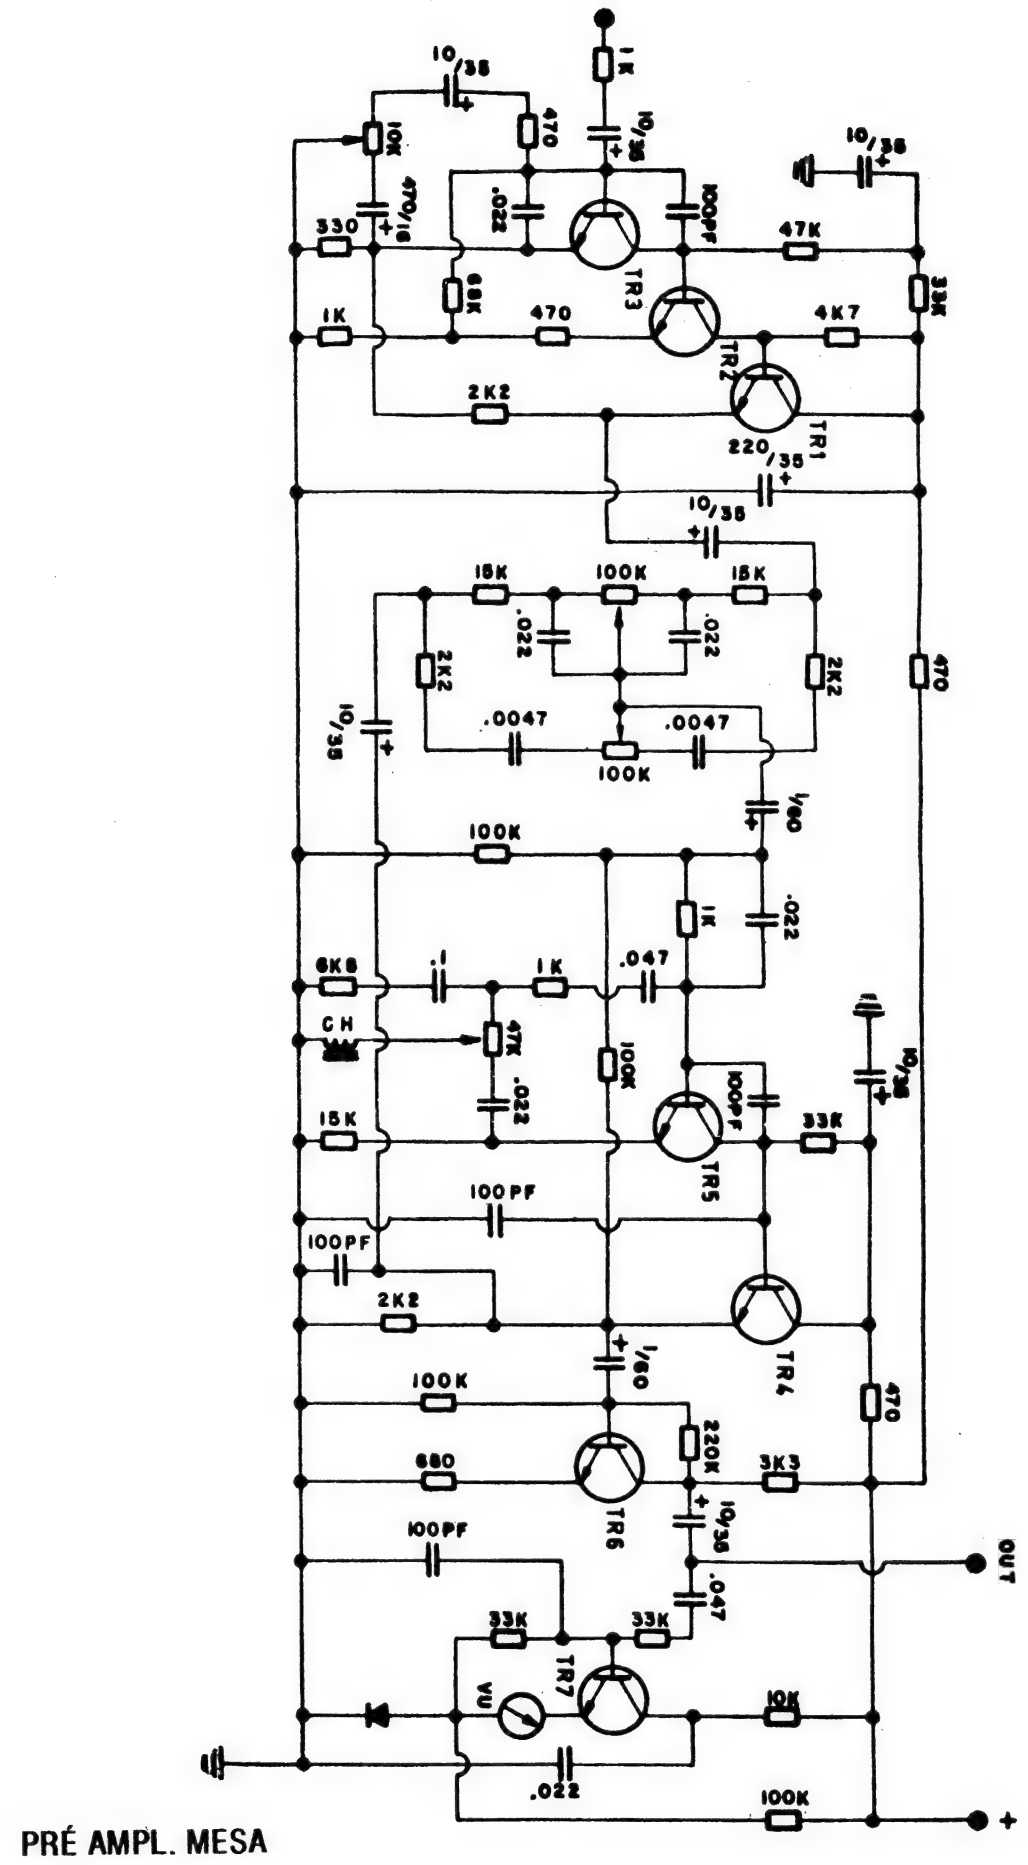 1K
10/35
10/35
470
10K
470/16
.022
100PF
10/35
330
47K
TR3
68K
33K
1K
470
4K7
TR2
2K2
TR1
220/35
10/35
15K
100K
15K
.022
.022
2K2
2K2
470
10/35
.0047
.0047
100K
1/60
100K
1K
.022
6K8
.1
1K
.047
CH
47K
100K
10/35
.022
100PF
33K
15K
TR5
100PF
100PF
2K2
TR4
1/60
100K
220K
470
680
3K3
TR6
10/35
OUT
100PF
.047
33K
33K
TR7
VU
10K
.022
100K
+
PRÉ AMPL. MESA